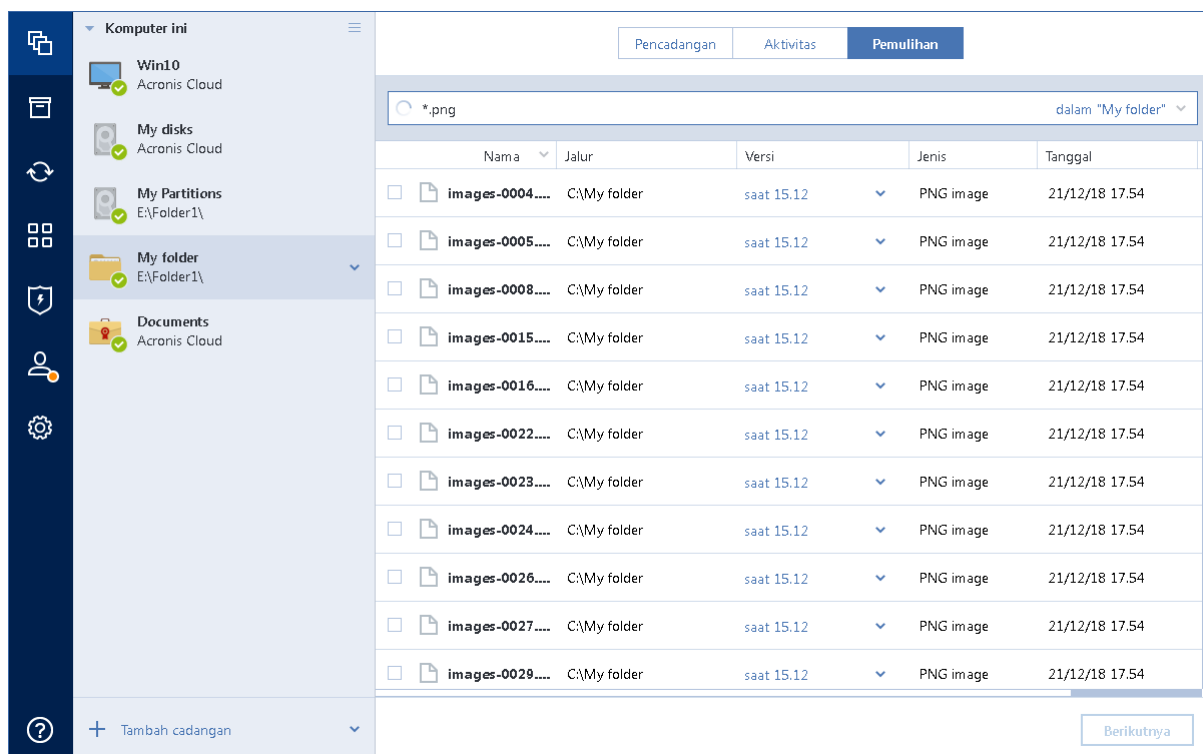 Komputer ini
Win10
Acronis Cloud
My disks
Acronis Cloud
My Partitions
E:\Folder1\
My folder
E:\Folder1\
Documents
Acronis Cloud
Tambah cadangan
Pencadangan Aktivitas Pemulihan
*.png dalam "My folder"
Nama Jalur Versi Jenis Tanggal
images-0004.... C:\My folder saat 15.12 PNG image 21/12/18 17.54
images-0005.... C:\My folder saat 15.12 PNG image 21/12/18 17.54
images-0008.... C:\My folder saat 15.12 PNG image 21/12/18 17.54
images-0015.... C:\My folder saat 15.12 PNG image 21/12/18 17.54
images-0016.... C:\My folder saat 15.12 PNG image 21/12/18 17.54
images-0022.... C:\My folder saat 15.12 PNG image 21/12/18 17.54
images-0023.... C:\My folder saat 15.12 PNG image 21/12/18 17.54
images-0024.... C:\My folder saat 15.12 PNG image 21/12/18 17.54
images-0026.... C:\My folder saat 15.12 PNG image 21/12/18 17.54
images-0027.... C:\My folder saat 15.12 PNG image 21/12/18 17.54
images-0029.... C:\My folder saat 15.12 PNG image 21/12/18 17.54
Berikutnya